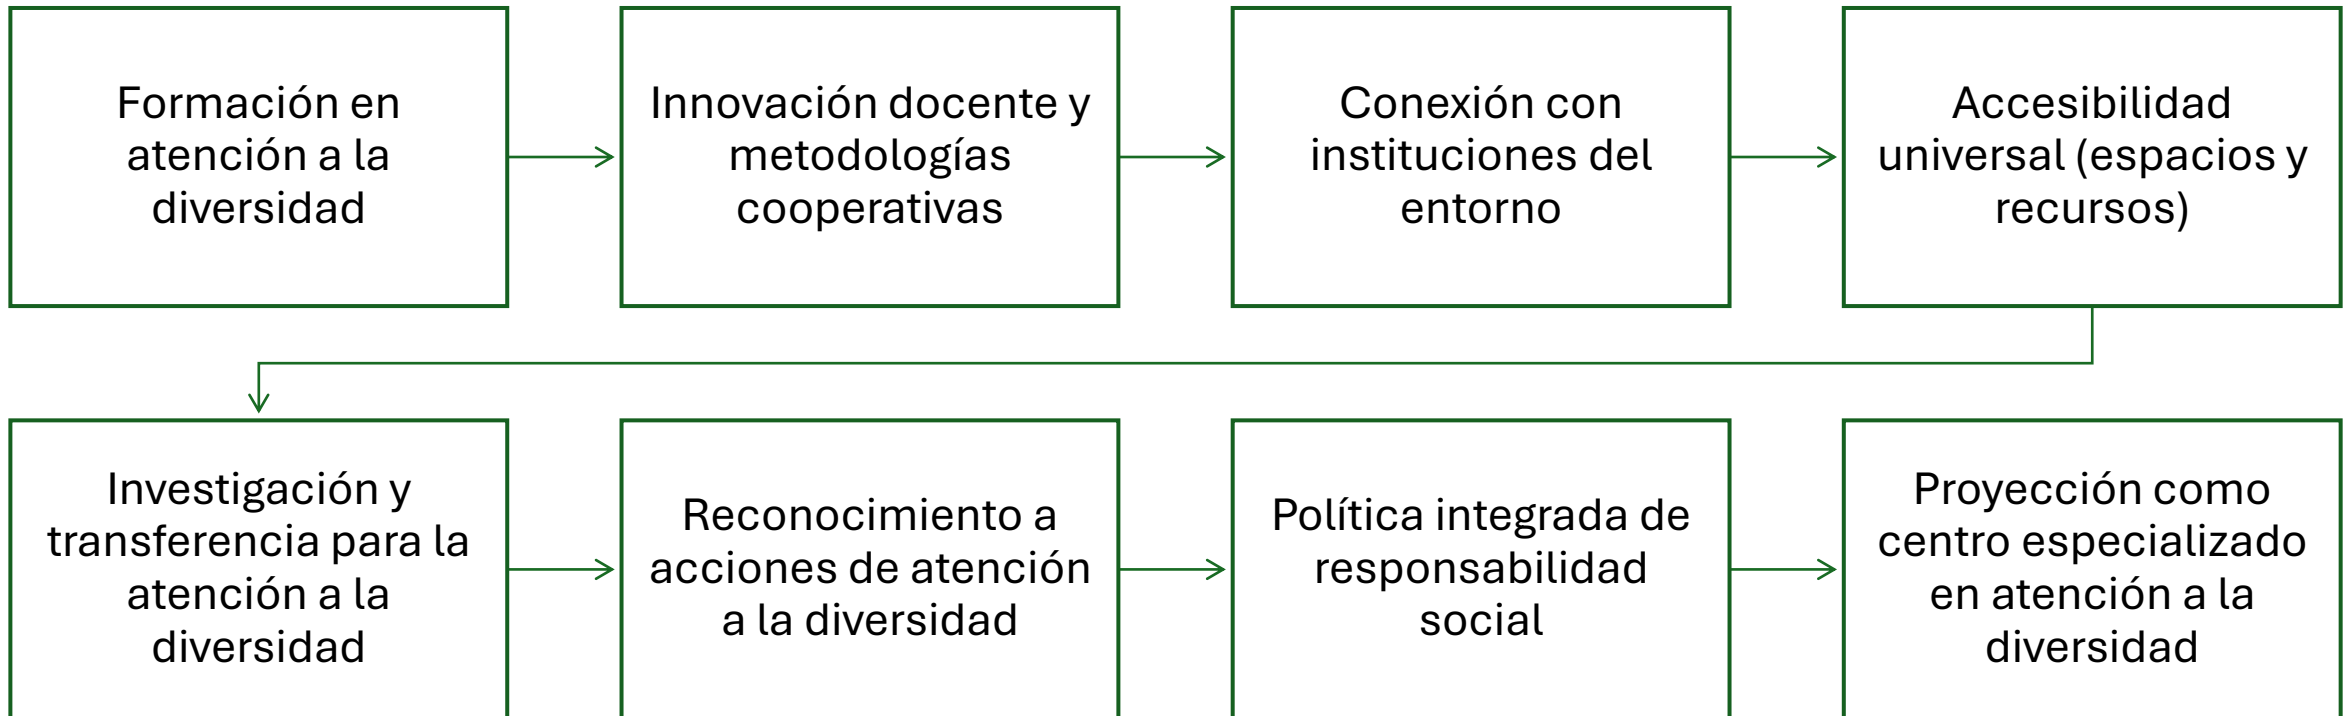 Formación en
atención a la
diversidad
Innovación docente y
metodologías
cooperativas
Conexión con
instituciones del
entorno
Accesibilidad
universal (espacios y
recursos)
Investigación y
transferencia para la
atención a la
diversidad
Reconocimiento a
acciones de atención
a la diversidad
Política integrada de
responsabilidad
social
Proyección como
centro especializado
en atención a la
diversidad